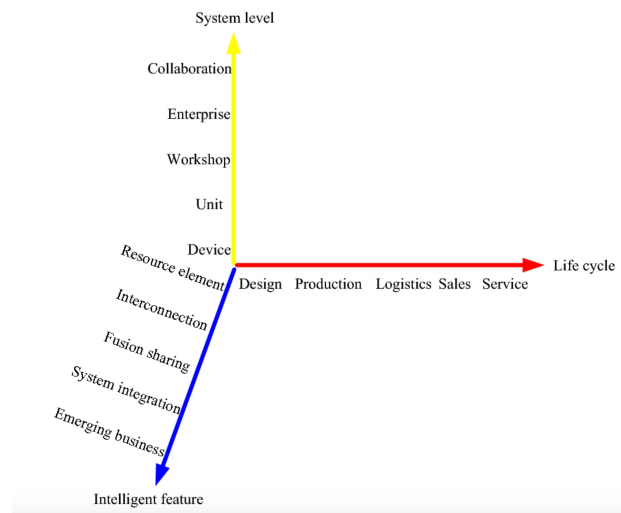 System level
Collaboration
Enterprise
Workshop
Unit
Device
Resource element
Interconnection
Fusion sharing
System integration
Emerging business
Intelligent feature
Design Production Logistics Sales Service
Life cycle